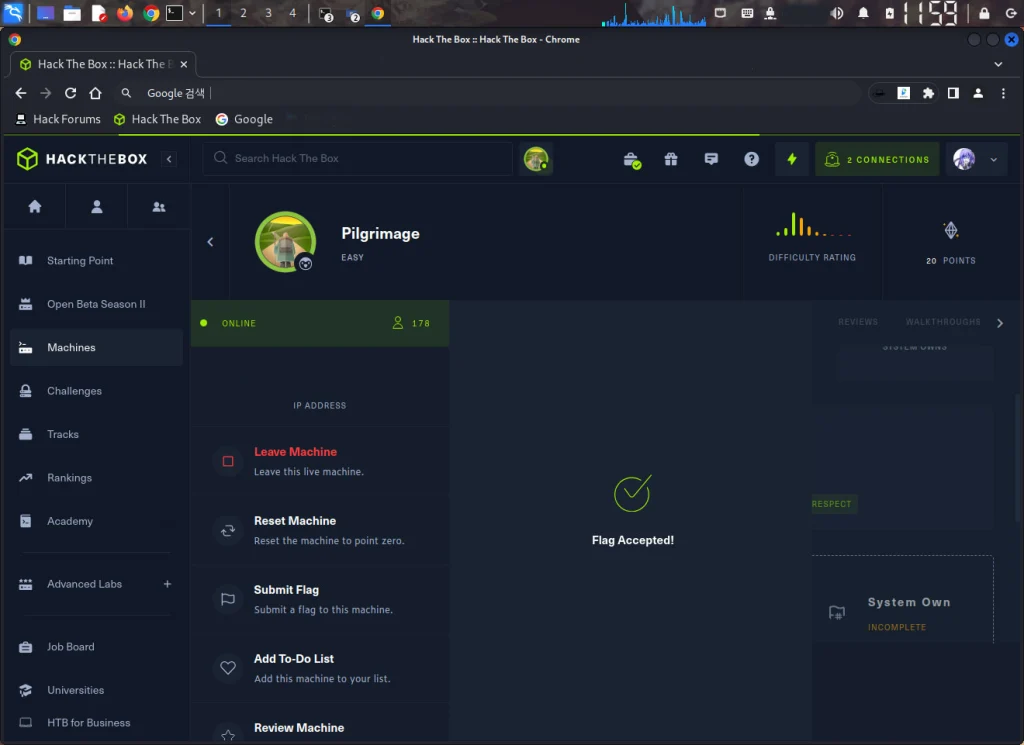 1 2 3 4
3
2
1159
Hack The Box :: Hack The Box - Chrome
Hack The Box :: Hack The B
Google 검색
Hack Forums
Hack The Box
Google
HACKTHEBOX
Search Hack The Box
2 CONNECTIONS
Pilgrimage
EASY
DIFFICULTY RATING
20 POINTS
Starting Point
Open Beta Season II
Machines
Challenges
Tracks
Rankings
Academy
Advanced Labs +
Job Board
Universities
HTB for Business
ONLINE 178
IP ADDRESS
Leave Machine
Leave this live machine.
Reset Machine
Reset the machine to point zero.
Submit Flag
Submit a flag to this machine.
Add To-Do List
Add this machine to your list.
Review Machine
Flag Accepted!
REVIEWS WALKTHROUGHS
SYSTEM OWNS
RESPECT
System Own
INCOMPLETE